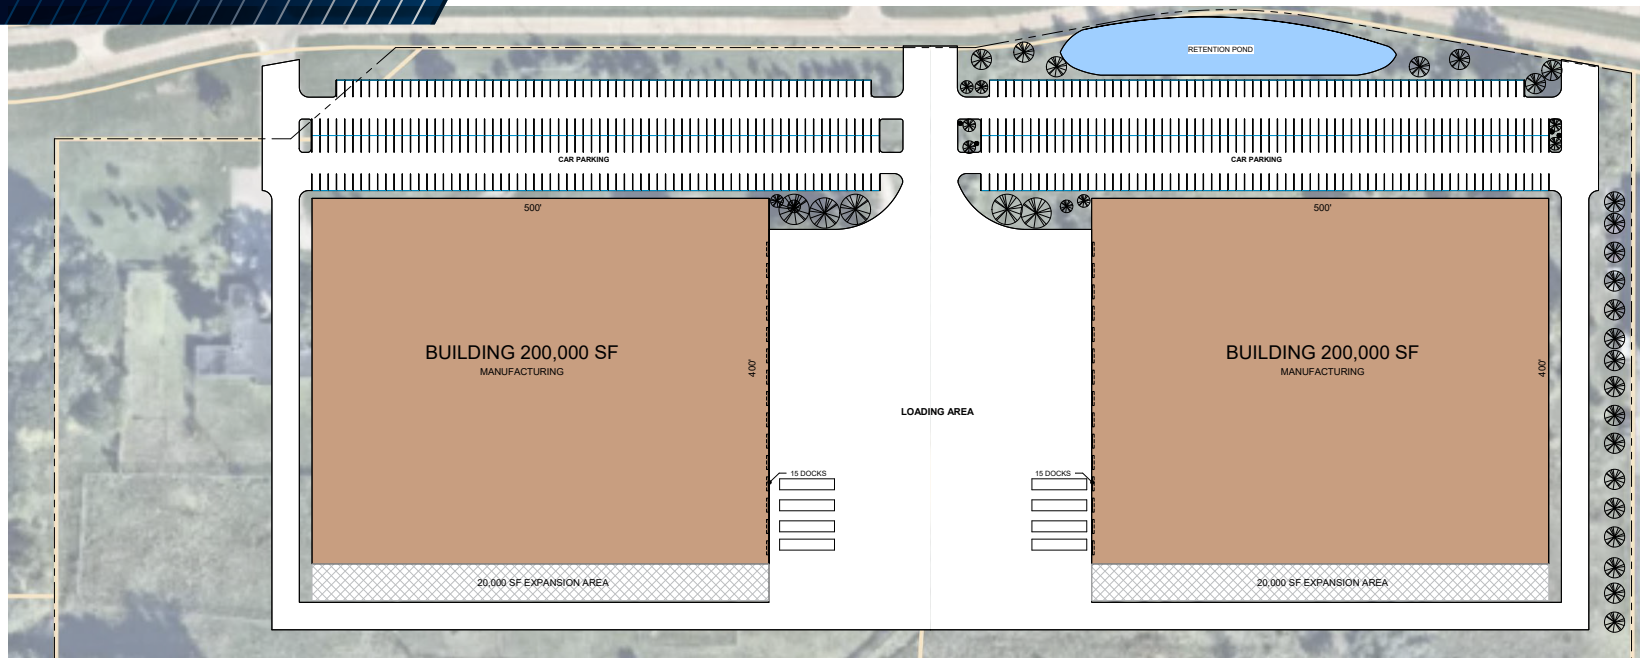 RETENTION POND
CAR PARKING
CAR PARKING
500'
500'
BUILDING 200,000 SF
MANUFACTURING
400'
BUILDING 200,000 SF
MANUFACTURING
400'
LOADING AREA
15 DOCKS
15 DOCKS
20,000 SF EXPANSION AREA
20,000 SF EXPANSION AREA